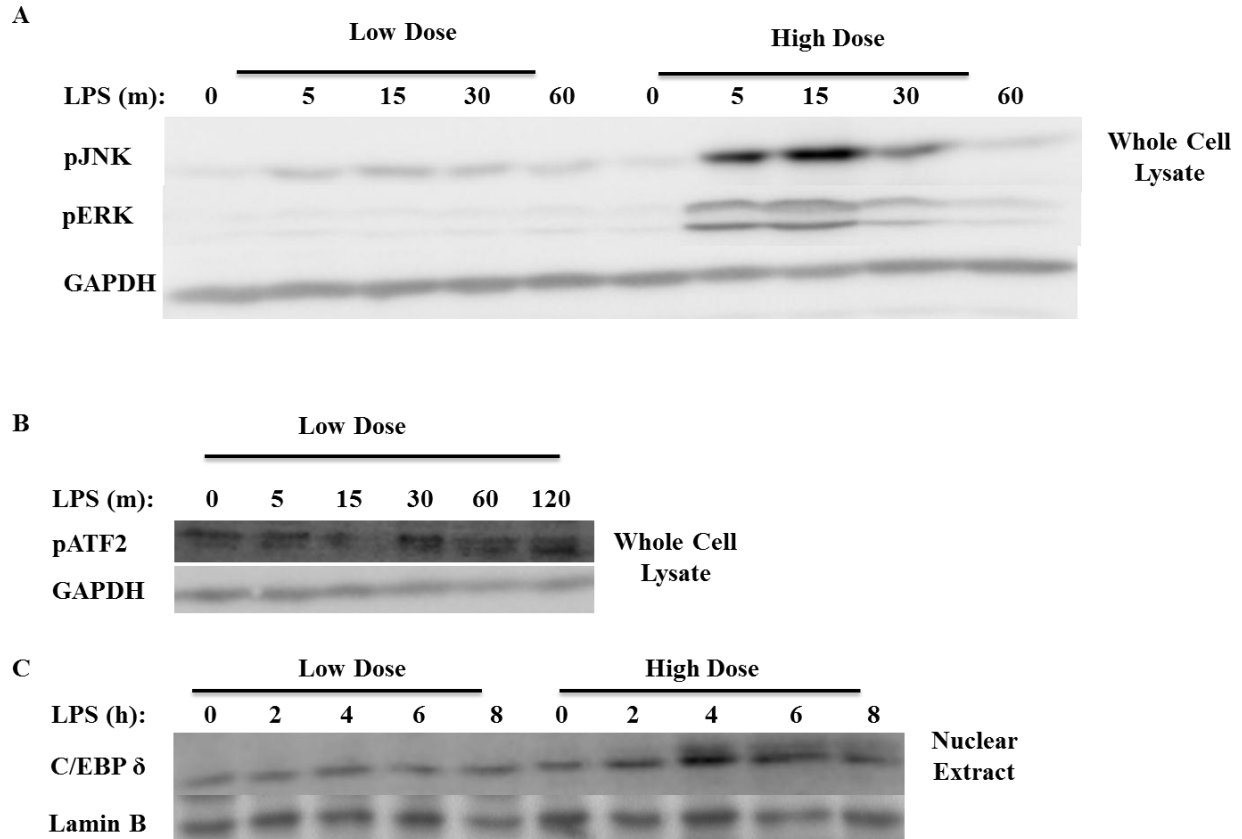 A
Low Dose High Dose
LPS (m): 0 5 15 30 60 0 5 15 30 60
pJNK
Whole Cell
Lysate
pERK
GAPDH
B
Low Dose
LPS (m): 0 5 15 30 60 120
pATF2
Whole Cell
Lysate
GAPDH
C
Low Dose High Dose
LPS (h): 0 2 4 6 8 0 2 4 6 8
C/EBP δ
Nuclear
Extract
Lamin B